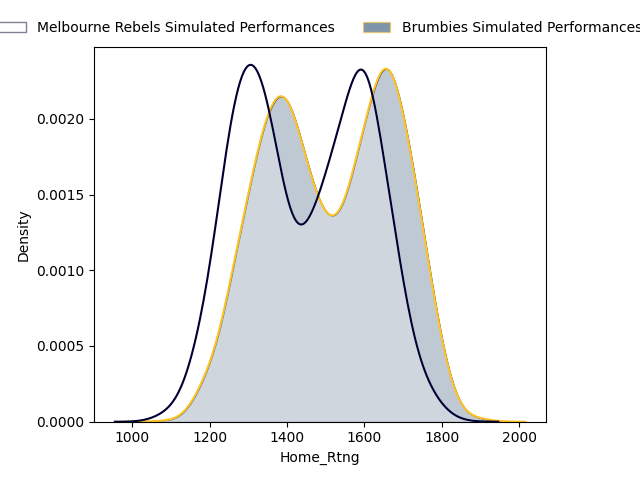 Melbourne Rebels Simulated Performances Brumbies Simulated Performances
0.0020
0.0015
0.0010
0.0005
0.0000
Density
1000 1200 1400 1600 1800 2000
Home_Rtng